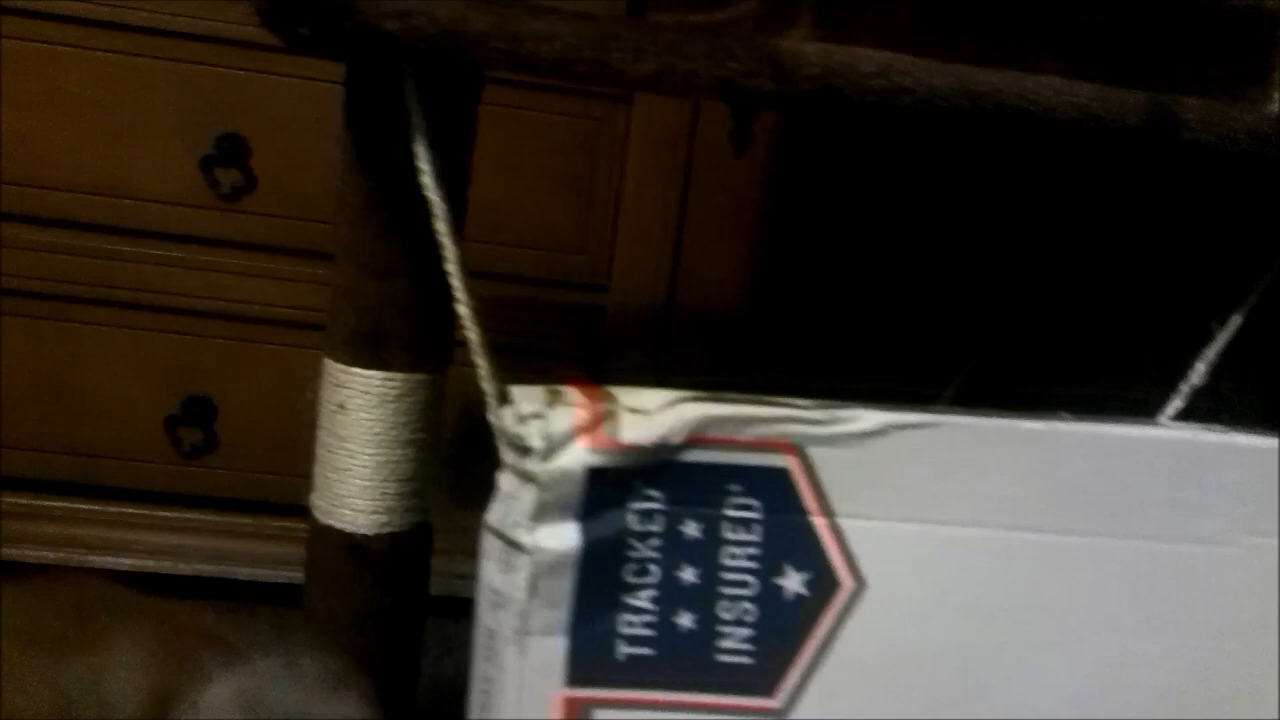 TRACKED
★ ★ ★
INSURED
★